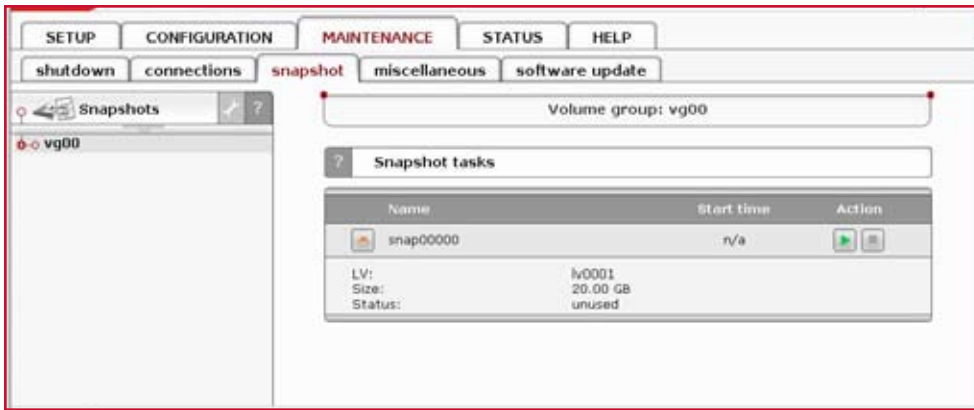 SETUP CONFIGURATION MAINTENANCE STATUS HELP
shutdown connections snapshot miscellaneous software update
Snapshots ?
vg00
Volume group: vg00
? Snapshot tasks
Name Start time Action
snap00000 n/a
LV: lv0001
Size: 20.00 GB
Status: unused